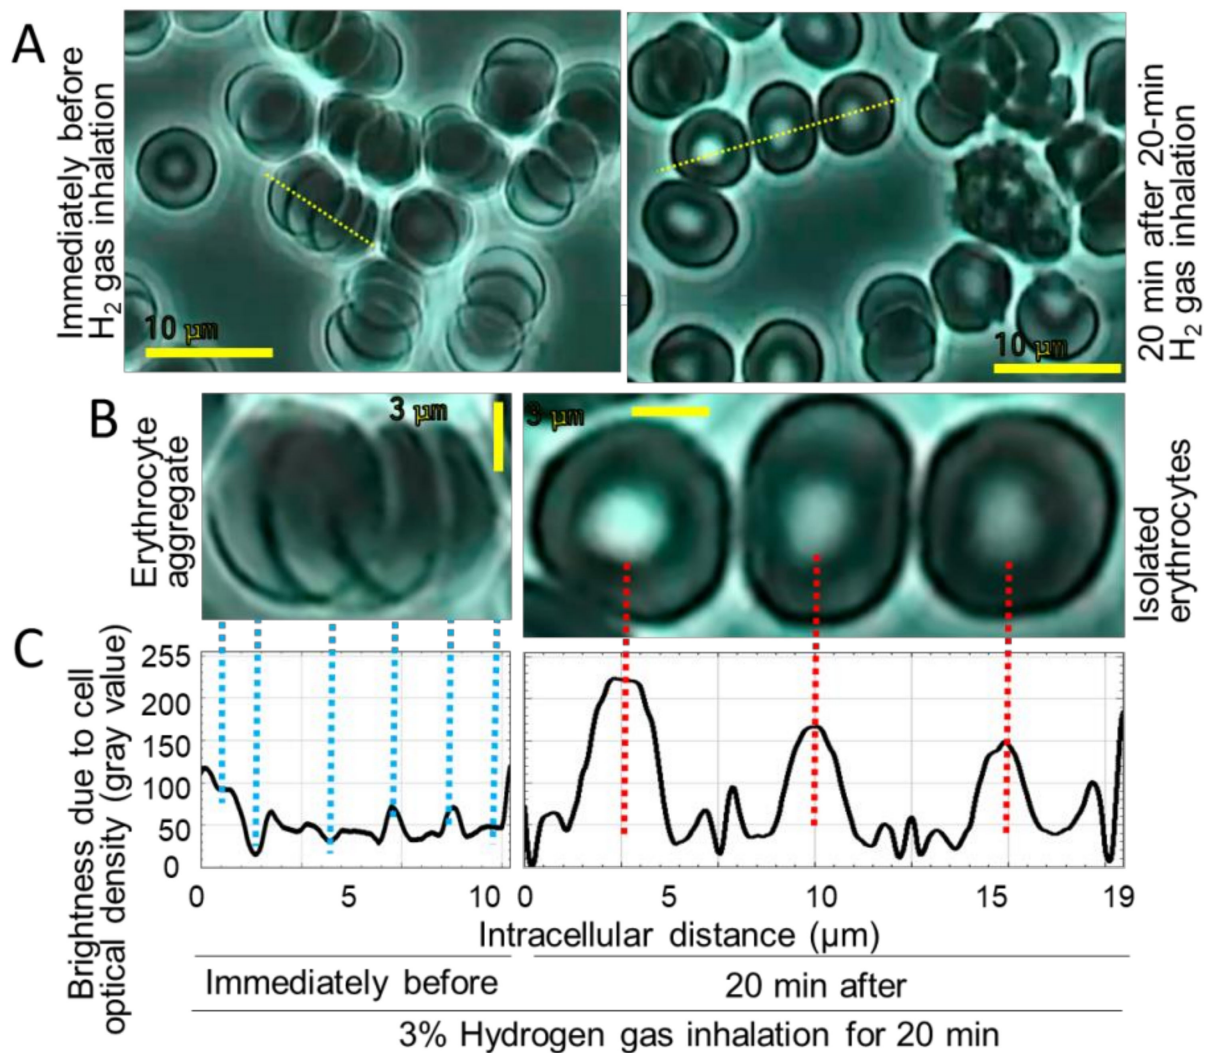 A
Immediately before
H₂ gas inhalation
10 μm
10 μm
20 min after 20-min
H₂ gas inhalation
B
Erythrocyte
aggregate
3 μm
3 μm
Isolated
erythrocytes
C
Brightness due to cell
optical density (gray value)
255
200
150
100
50
0
0 5 10 0 5 10 15 19
Intracellular distance (μm)
Immediately before 20 min after
3% Hydrogen gas inhalation for 20 min